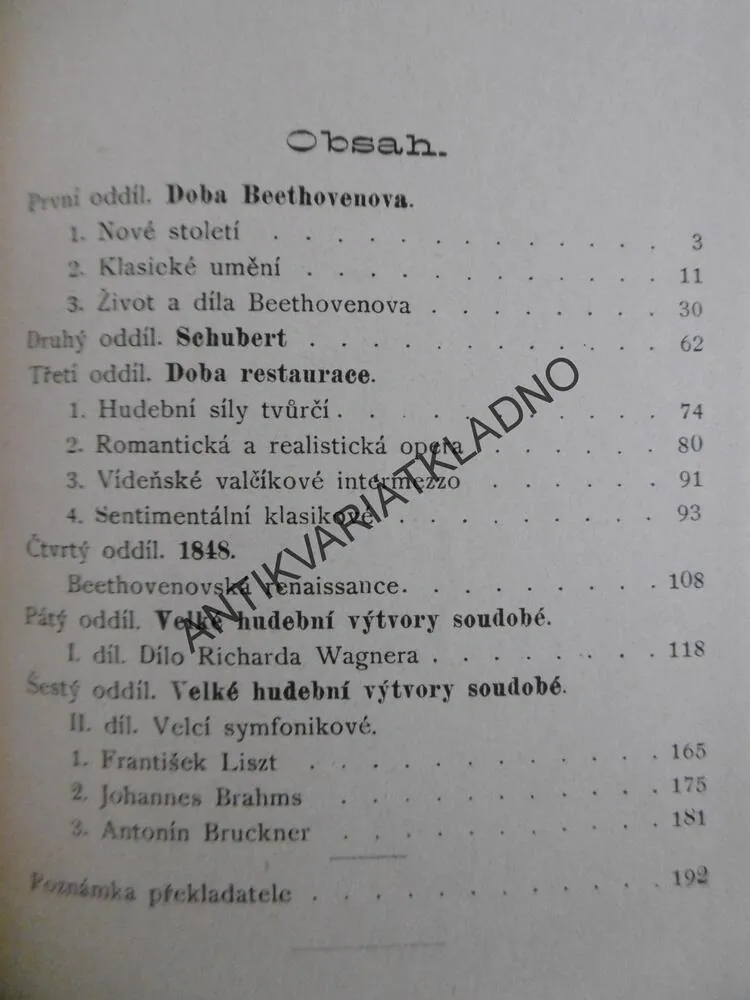 Obsah.
První oddíl. Doba Beethovenova.
1. Nové století . . . . . . . . . . . . 3
2. Klasické umění . . . . . . . . . . . 11
3. Život a díla Beethovenova . . . . . . . 30
Druhý oddíl. Schubert . . . . . . . . . . . 62
Třetí oddíl. Doba restaurace.
1. Hudební síly tvůrčí . . . . . . . . . . 74
2. Romantická a realistická opera . . . . . . 80
3. Vídeňské valčíkové intermezzo . . . . . 91
4. Sentimentální klasikové . . . . . . . . 93
Čtvrtý oddíl. 1848.
Beethovenovská renaissance. . . . . . . . . 108
Pátý oddíl. Velké hudební výtvory soudobé.
I. díl. Dílo Richarda Wagnera . . . . . . . 118
Šestý oddíl. Velké hudební výtvory soudobé.
II. díl. Velcí symfonikové.
1. František Liszt . . . . . . . . . . . 165
2. Johannes Brahms . . . . . . . . . . 175
3. Antonín Bruckner . . . . . . . . . . 181
Poznámka překladatele . . . . . . . . . . . 192
ANTIKVARIATKLADNO